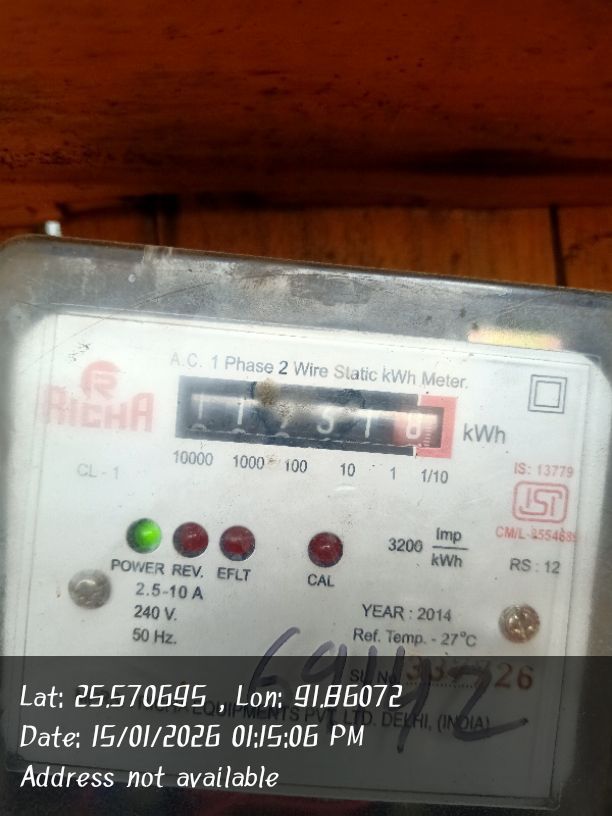 A.C. 1 Phase 2 Wire Static kWh Meter.
RICHA
kWh
CL - 1
10000 1000 100 10 1 1/10
IS: 13779
ISI
3200 Imp/kWh
RS : 12
POWER REV. EFLT CAL
2.5-10 A
240 V.
50 Hz.
YEAR : 2014
Ref. Temp. - 27°C
EQUIPMENTS PVT. LTD. DELHI, (INDIA)
Lat: 25.570695 , Lon: 91.86072
Date: 15/01/2026 01:15:06 PM
Address not available